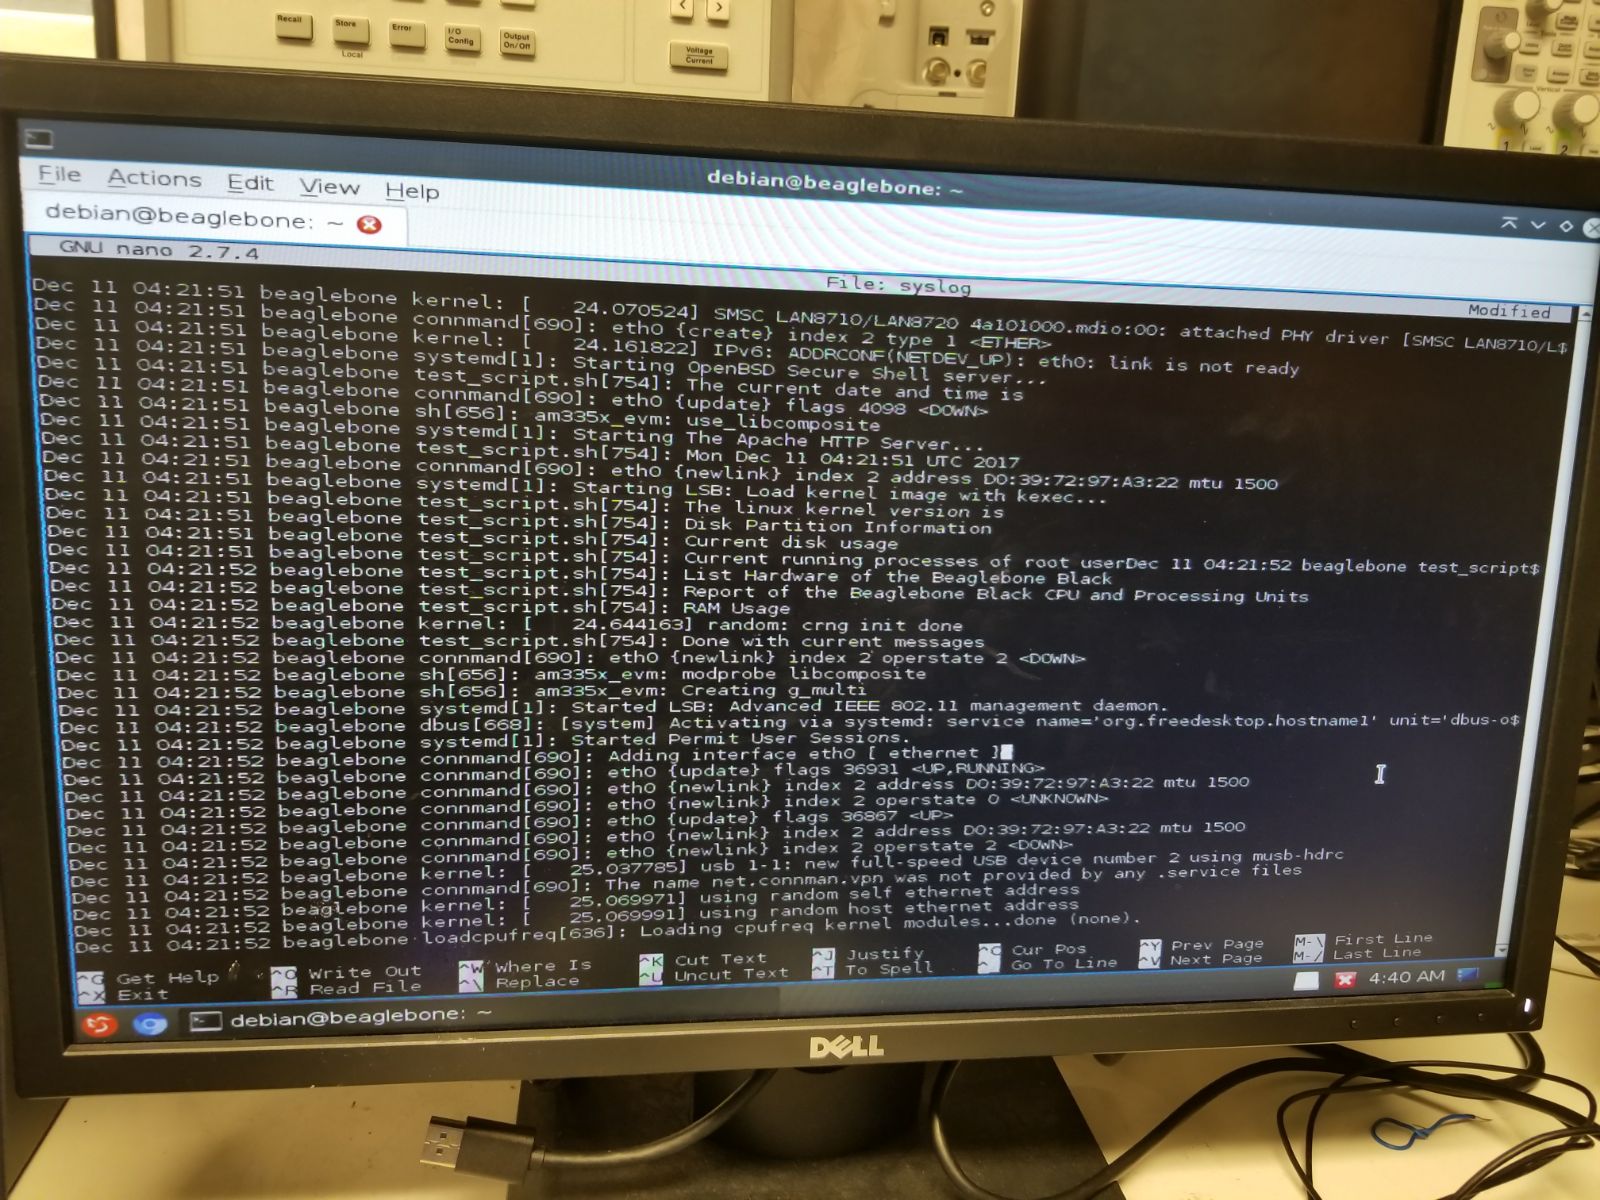 Recall
Store
Error
I/O Config
Output On/Off
Local
Voltage Current
Vertical
1
2
debian@beaglebone: ~
File Actions Edit View Help
debian@beaglebone: ~
GNU nano 2.7.4
File: syslog
Modified
Dec 11 04:21:51 beaglebone kernel: [ 24.070524] SMSC LAN8710/LAN8720 4a101000.mdio:00: attached PHY driver [SMSC LAN8710/L$
Dec 11 04:21:51 beaglebone connmand[690]: eth0 {create} index 2 type 1 <ETHER>
Dec 11 04:21:51 beaglebone kernel: [ 24.161822] IPv6: ADDRCONF(NETDEV_UP): eth0: link is not ready
Dec 11 04:21:51 beaglebone systemd[1]: Starting OpenBSD Secure Shell server...
Dec 11 04:21:51 beaglebone test_script.sh[754]: The current date and time is
Dec 11 04:21:51 beaglebone connmand[690]: eth0 {update} flags 4098 <DOWN>
Dec 11 04:21:51 beaglebone sh[656]: am335x_evm: use_libcomposite
Dec 11 04:21:51 beaglebone systemd[1]: Starting The Apache HTTP Server...
Dec 11 04:21:51 beaglebone test_script.sh[754]: Mon Dec 11 04:21:51 UTC 2017
Dec 11 04:21:51 beaglebone connmand[690]: eth0 {newlink} index 2 address D0:39:72:97:A3:22 mtu 1500
Dec 11 04:21:51 beaglebone systemd[1]: Starting LSB: Load kernel image with kexec...
Dec 11 04:21:51 beaglebone test_script.sh[754]: The linux kernel version is
Dec 11 04:21:51 beaglebone test_script.sh[754]: Disk Partition Information
Dec 11 04:21:51 beaglebone test_script.sh[754]: Current disk usage
Dec 11 04:21:51 beaglebone test_script.sh[754]: Current running processes of root userDec 11 04:21:52 beaglebone test_script$
Dec 11 04:21:52 beaglebone test_script.sh[754]: List Hardware of the Beaglebone Black
Dec 11 04:21:52 beaglebone test_script.sh[754]: Report of the Beaglebone Black CPU and Processing Units
Dec 11 04:21:52 beaglebone test_script.sh[754]: RAM Usage
Dec 11 04:21:52 beaglebone kernel: [ 24.644163] random: crng init done
Dec 11 04:21:52 beaglebone test_script.sh[754]: Done with current messages
Dec 11 04:21:52 beaglebone connmand[690]: eth0 {newlink} index 2 operstate 2 <DOWN>
Dec 11 04:21:52 beaglebone sh[656]: am335x_evm: modprobe libcomposite
Dec 11 04:21:52 beaglebone sh[656]: am335x_evm: Creating g_multi
Dec 11 04:21:52 beaglebone systemd[1]: Started LSB: Advanced IEEE 802.11 management daemon.
Dec 11 04:21:52 beaglebone dbus[668]: [system] Activating via systemd: service name='org.freedesktop.hostname1' unit='dbus-o$
Dec 11 04:21:52 beaglebone systemd[1]: Started Permit User Sessions.
Dec 11 04:21:52 beaglebone connmand[690]: Adding interface eth0 [ ethernet ]
Dec 11 04:21:52 beaglebone connmand[690]: eth0 {update} flags 36931 <UP,RUNNING>
Dec 11 04:21:52 beaglebone connmand[690]: eth0 {newlink} index 2 address D0:39:72:97:A3:22 mtu 1500
Dec 11 04:21:52 beaglebone connmand[690]: eth0 {newlink} index 2 operstate 0 <UNKNOWN>
Dec 11 04:21:52 beaglebone connmand[690]: eth0 {update} flags 36867 <UP>
Dec 11 04:21:52 beaglebone connmand[690]: eth0 {newlink} index 2 address D0:39:72:97:A3:22 mtu 1500
Dec 11 04:21:52 beaglebone connmand[690]: eth0 {newlink} index 2 operstate 2 <DOWN>
Dec 11 04:21:52 beaglebone kernel: [ 25.037785] usb 1-1: new full-speed USB device number 2 using musb-hdrc
Dec 11 04:21:52 beaglebone connmand[690]: The name net.connman.vpn was not provided by any .service files
Dec 11 04:21:52 beaglebone kernel: [ 25.069971] using random self ethernet address
Dec 11 04:21:52 beaglebone kernel: [ 25.069991] using random host ethernet address
Dec 11 04:21:52 beaglebone loadcpufreq[636]: Loading cpufreq kernel modules...done (none).
^G Get Help ^O Write Out ^W Where Is ^K Cut Text ^J Justify ^C Cur Pos ^Y Prev Page M-\ First Line
^X Exit ^R Read File ^\ Replace ^U Uncut Text ^T To Spell ^_ Go To Line ^V Next Page M-/ Last Line
debian@beaglebone: ~
4:40 AM
DELL